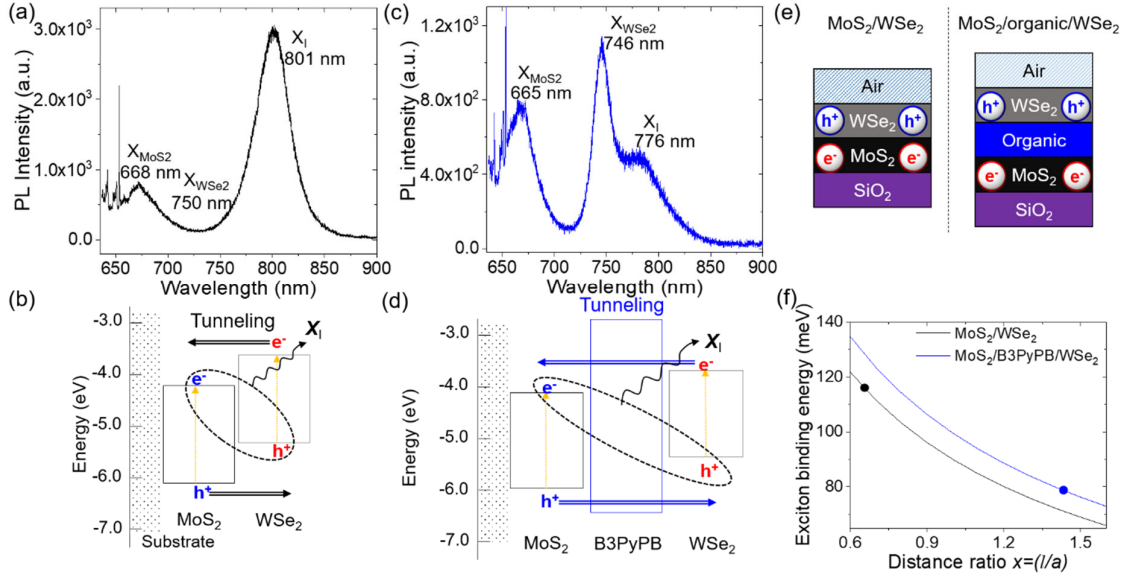 (a)
3.0x10³
2.0x10³
1.0x10³
0.0
PL Intensity (a.u.)
X_MoS2
668 nm
X_WSe2
750 nm
X_I
801 nm
650 700 750 800 850 900
Wavelength (nm)
(c)
1.2x10³
8.0x10²
4.0x10²
0.0
PL intensity (a.u.)
X_MoS2
665 nm
X_WSe2
746 nm
X_I
776 nm
650 700 750 800 850 900
Wavelength (nm)
(e)
MoS₂/WSe₂
Air
h⁺ WSe₂ h⁺
e⁻ MoS₂ e⁻
SiO₂
MoS₂/organic/WSe₂
Air
h⁺ WSe₂ h⁺
Organic
e⁻ MoS₂ e⁻
SiO₂
(b)
-3.0
-4.0
-5.0
-6.0
-7.0
Energy (eV)
Tunneling
X_I
e⁻
e⁻
h⁺
h⁺
MoS₂
WSe₂
Substrate
(d)
Tunneling
-3.0
-4.0
-5.0
-6.0
-7.0
Energy (eV)
X_I
e⁻
e⁻
h⁺
h⁺
MoS₂
B3PyPB
WSe₂
(f)
140
120
100
80
Exciton binding energy (meV)
MoS₂/WSe₂
MoS₂/B3PyPB/WSe₂
0.6 0.9 1.2 1.5
Distance ratio x=(l/a)